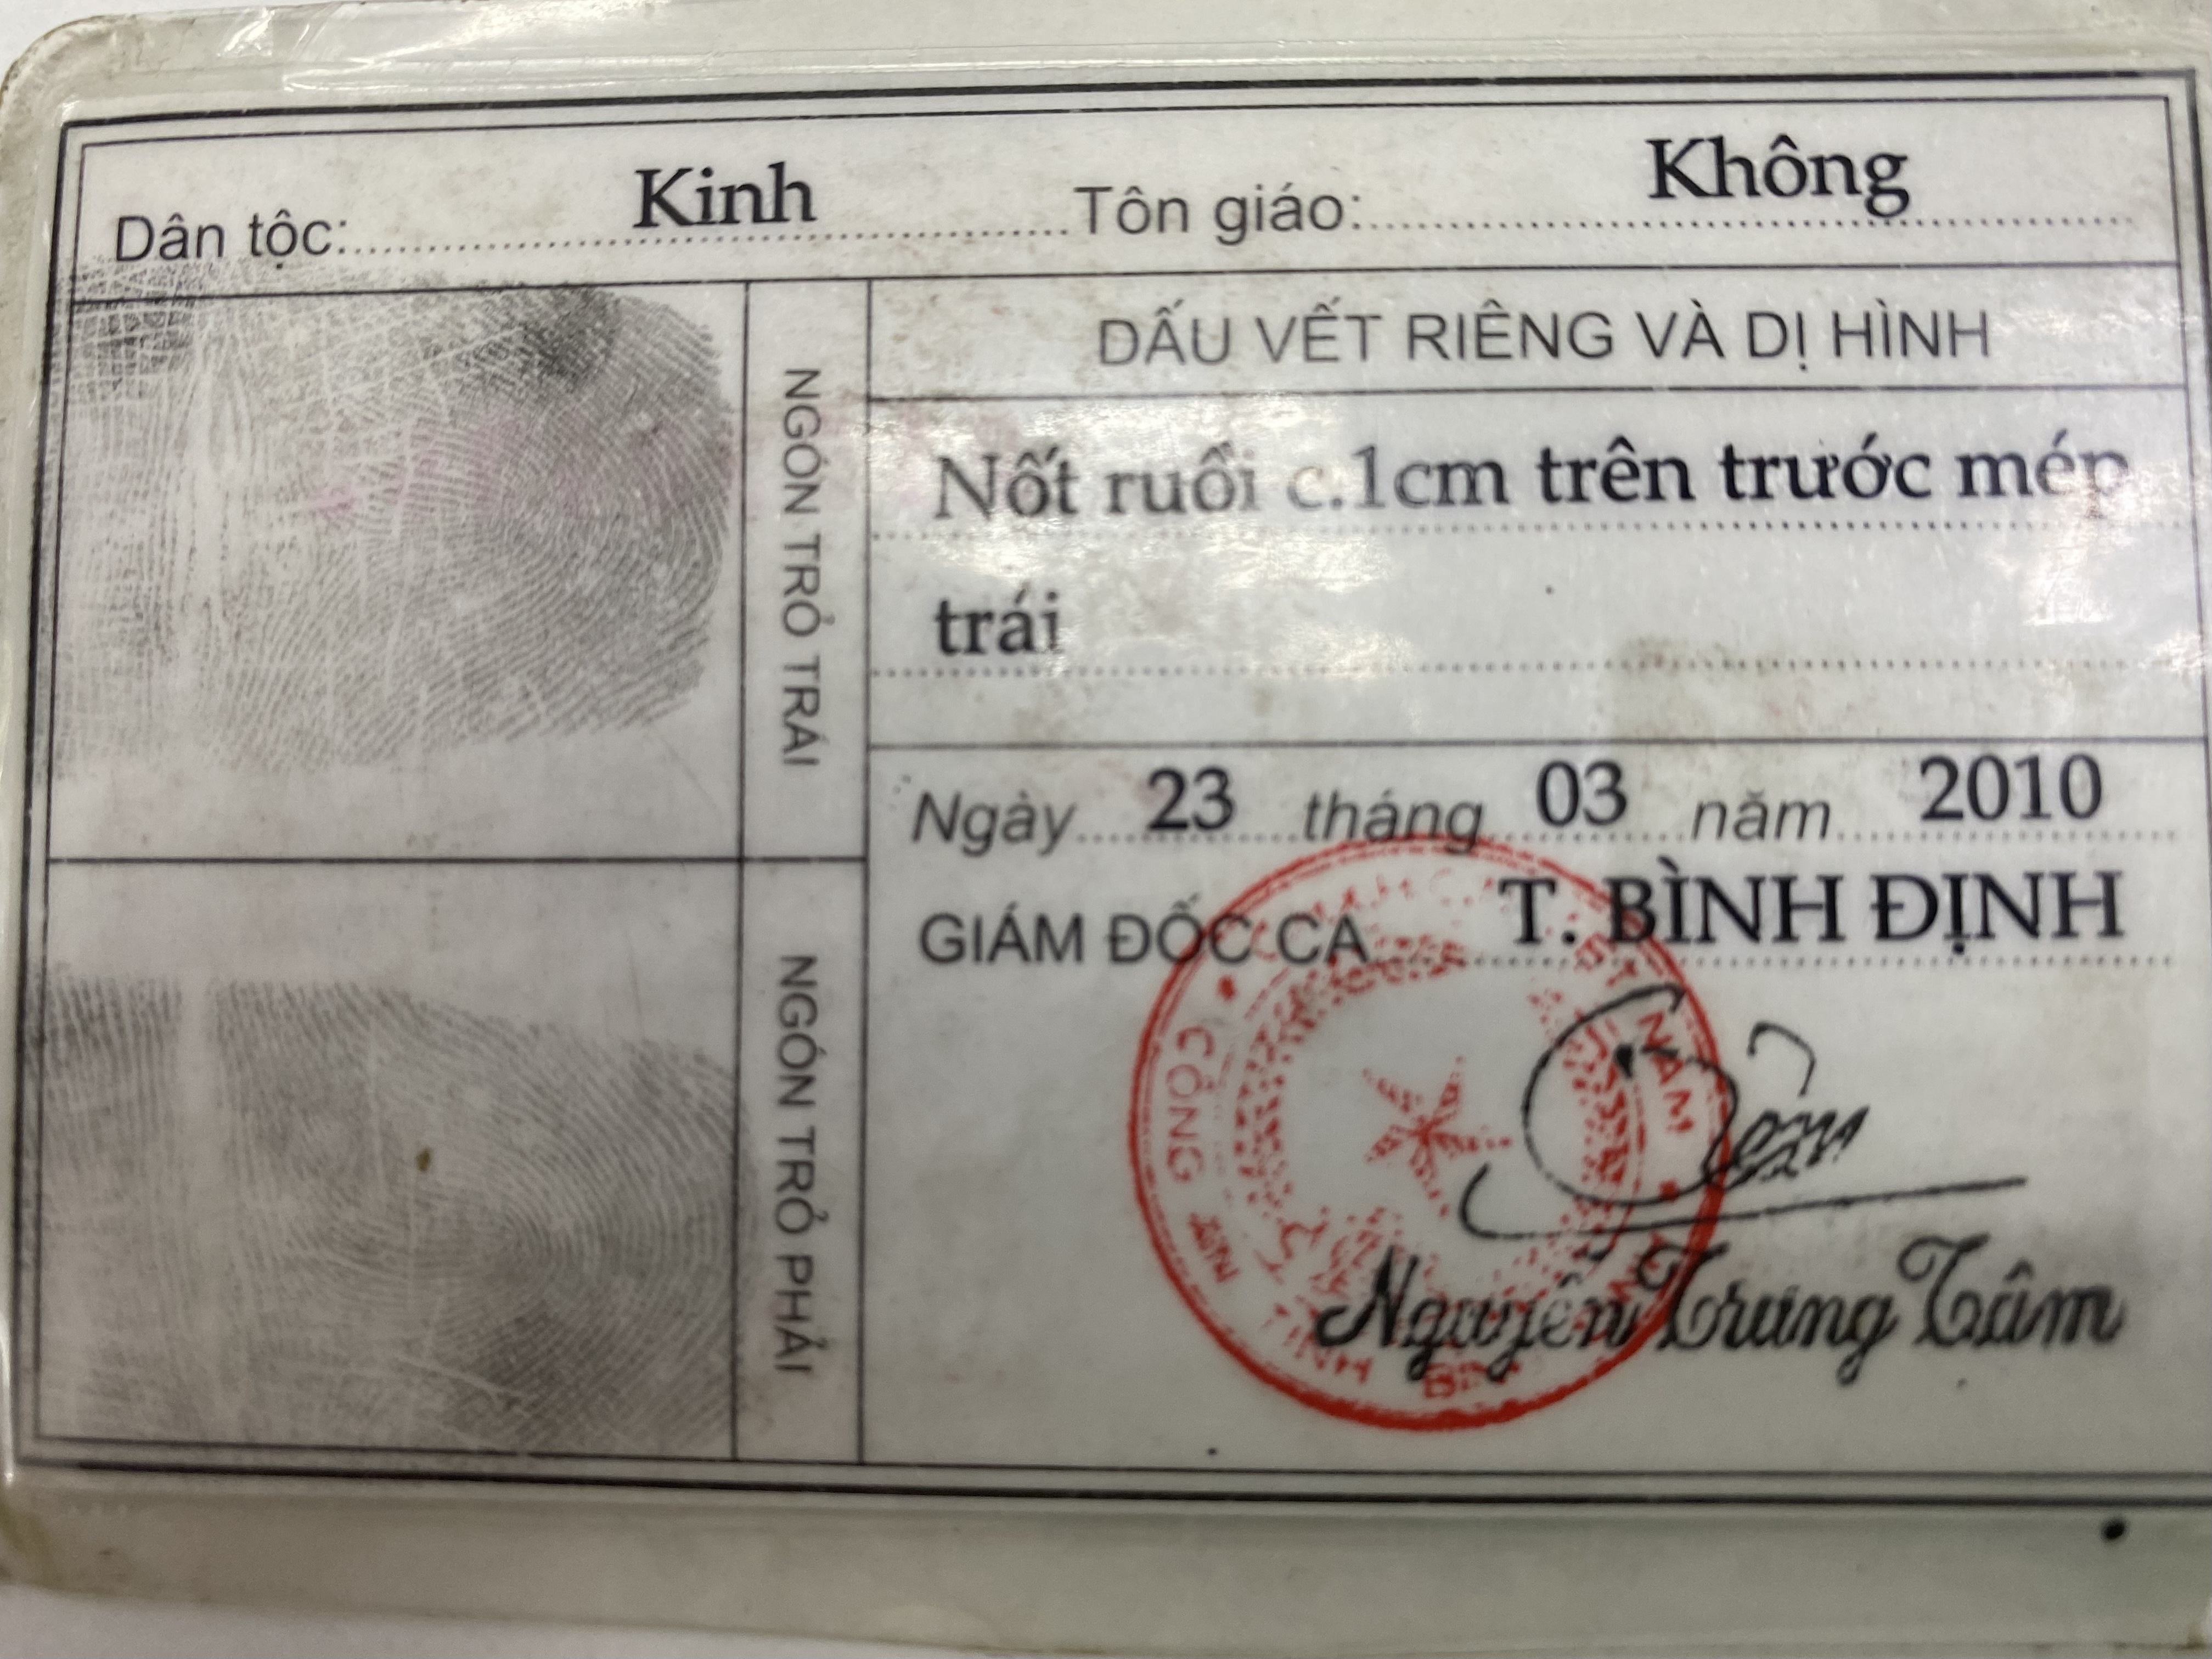 Dân tộc: Kinh Tôn giáo: Không
NGÓN TRỎ TRÁI
DẤU VẾT RIÊNG VÀ DỊ HÌNH
Nốt ruồi c.1cm trên trước mép
trái
Ngày 23 tháng 03 năm 2010
GIÁM ĐỐC CA T. BÌNH ĐỊNH
NGÓN TRỎ PHẢI
CÔNG AN TỈNH
NAM
Nguyễn Trung Tâm